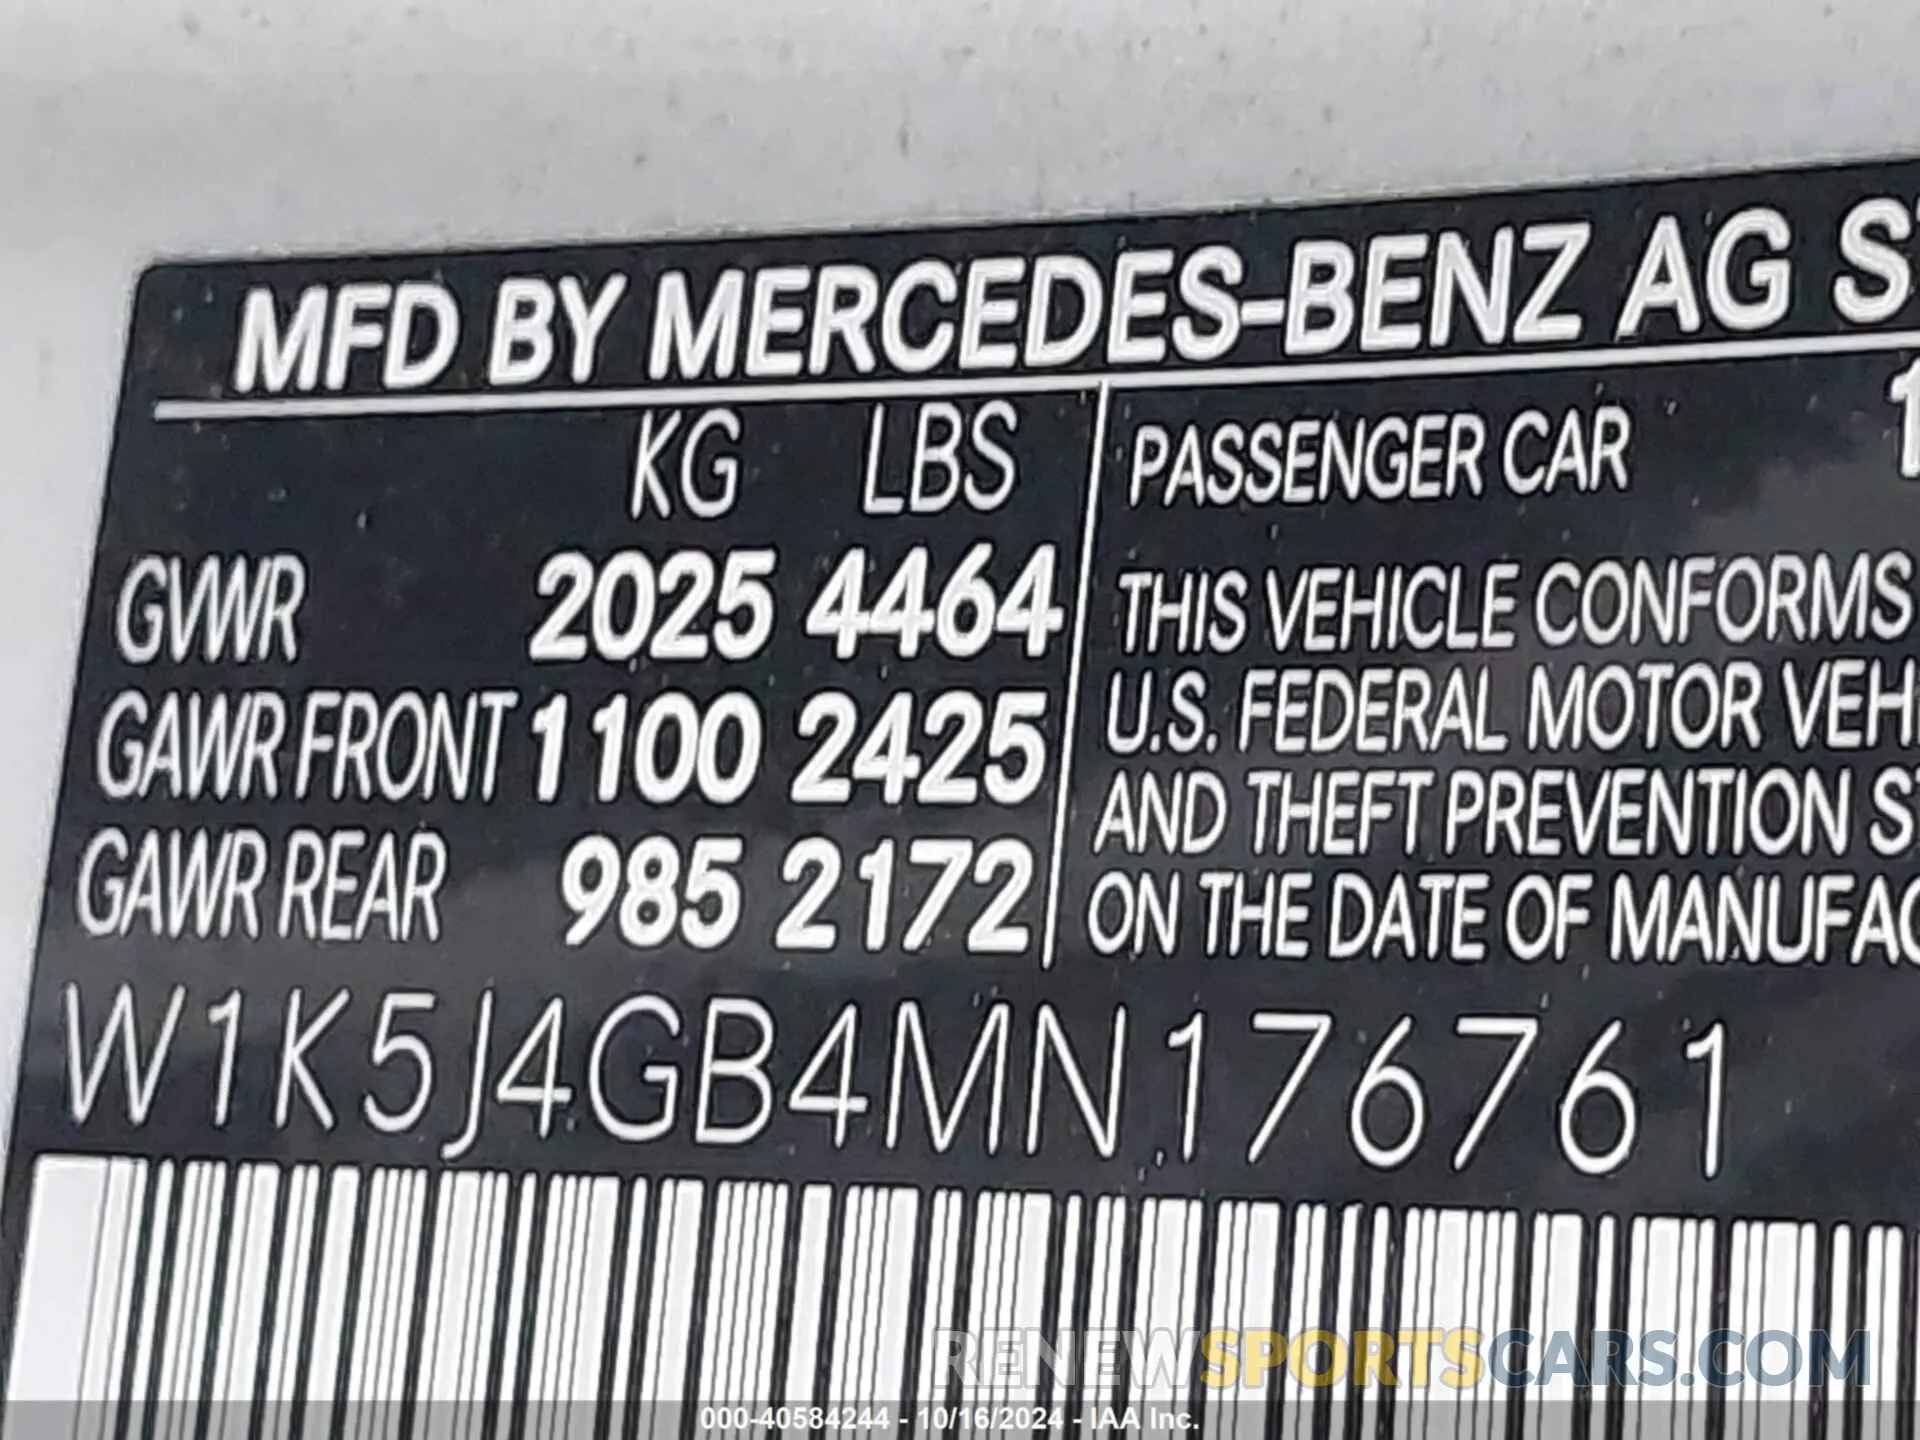 MFD BY MERCEDES-BENZ AG
KG LBS
PASSENGER CAR
GVWR 2025 4464
GAWR FRONT 1100 2425
GAWR REAR 985 2172
THIS VEHICLE CONFORMS
U.S. FEDERAL MOTOR VEH
AND THEFT PREVENTION S
ON THE DATE OF MANUFAC
W1K5J4GB4MN176761
RENEWSPORTSCARS.COM
000-40584244 - 10/16/2024 - IAA Inc.